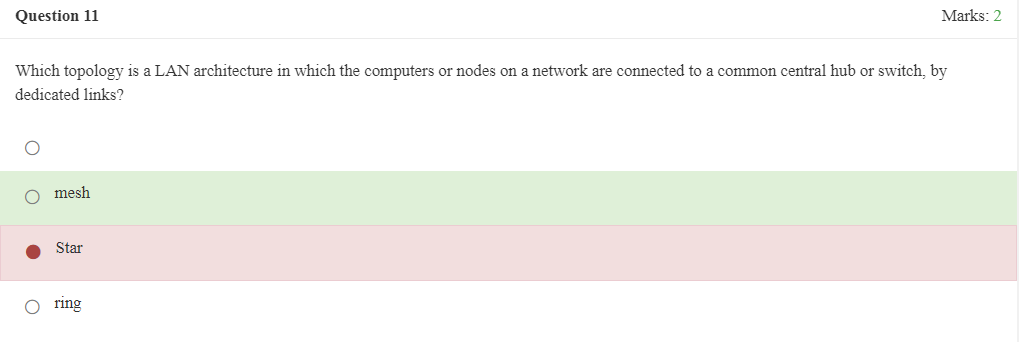 Question 11
Marks: 2
Which topology is a LAN architecture in which the computers or nodes on a network are connected to a common central hub or switch, by
dedicated links?
mesh
Star
ring